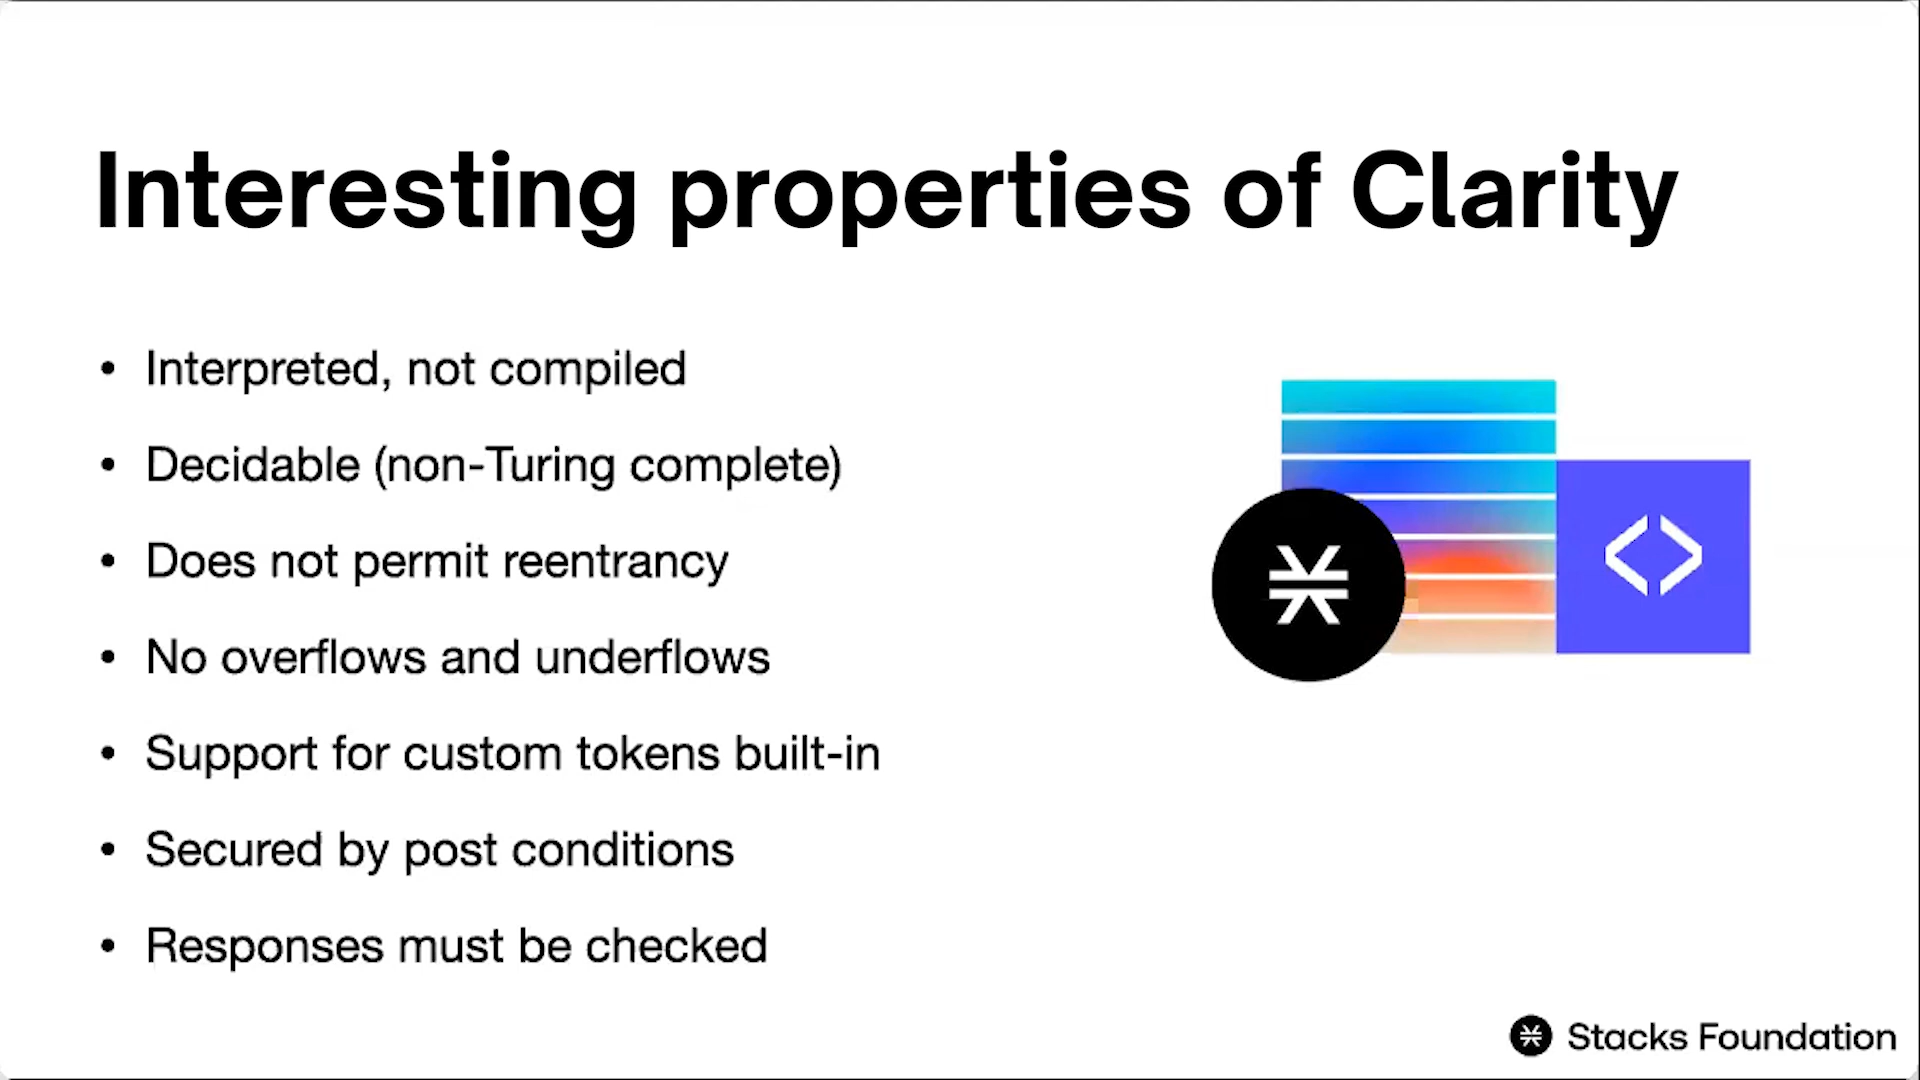 Interesting properties of Clarity
• Interpreted, not compiled
• Decidable (non-Turing complete)
• Does not permit reentrancy
• No overflows and underflows
• Support for custom tokens built-in
• Secured by post conditions
• Responses must be checked
Stacks Foundation